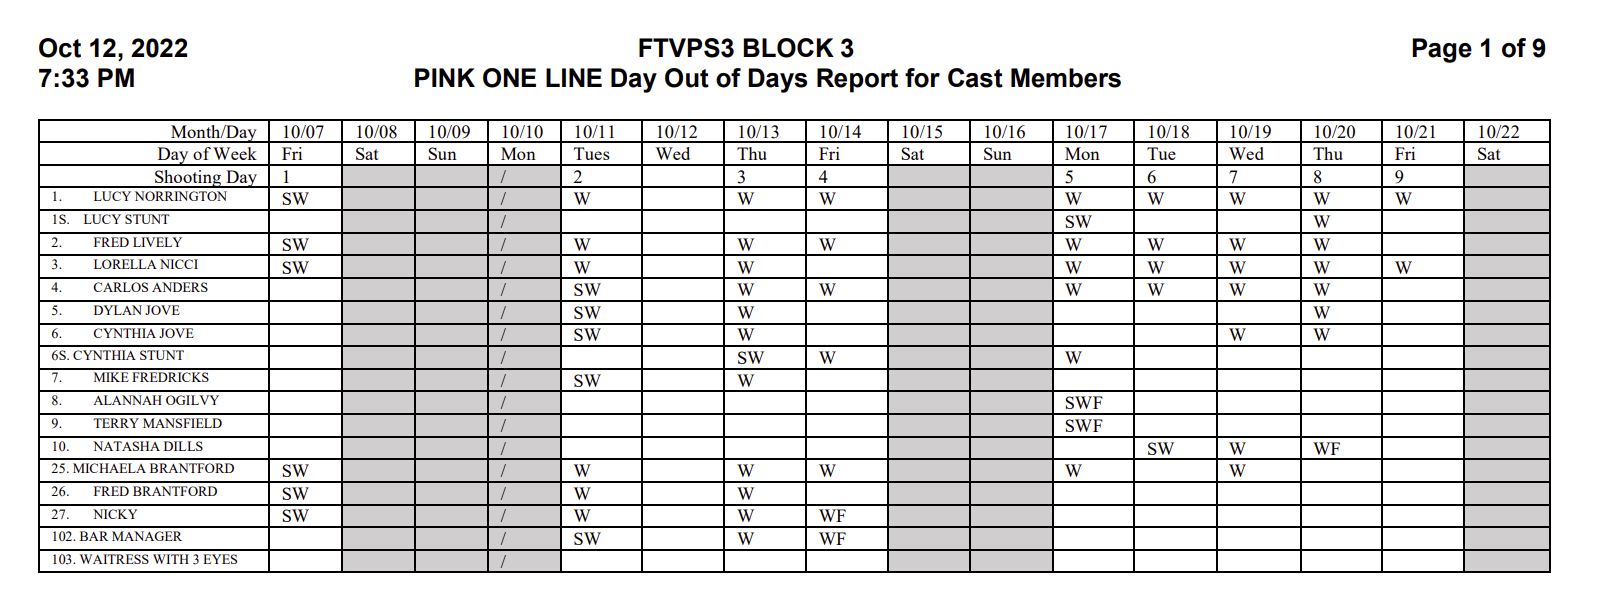 Oct 12, 2022 FTVPS3 BLOCK 3 Page 1 of 9
7:33 PM PINK ONE LINE Day Out of Days Report for Cast Members
Month/Day 10/07 10/08 10/09 10/10 10/11 10/12 10/13 10/14 10/15 10/16 10/17 10/18 10/19 10/20 10/21 10/22
Day of Week Fri Sat Sun Mon Tues Wed Thu Fri Sat Sun Mon Tue Wed Thu Fri Sat
Shooting Day 1 / 2 3 4 5 6 7 8 9
1. LUCY NORRINGTON SW / W W W W W W W W
1S. LUCY STUNT / SW W
2. FRED LIVELY SW / W W W W W W W
3. LORELLA NICCI SW / W W W W W W W
4. CARLOS ANDERS / SW W W W W W W
5. DYLAN JOVE / SW W W
6. CYNTHIA JOVE / SW W W W
6S. CYNTHIA STUNT / SW W W
7. MIKE FREDRICKS / SW W
8. ALANNAH OGILVY / SWF
9. TERRY MANSFIELD / SWF
10. NATASHA DILLS / SW W WF
25. MICHAELA BRANTFORD SW / W W W W W
26. FRED BRANTFORD SW / W W
27. NICKY SW / W W WF
102. BAR MANAGER / SW W WF
103. WAITRESS WITH 3 EYES /